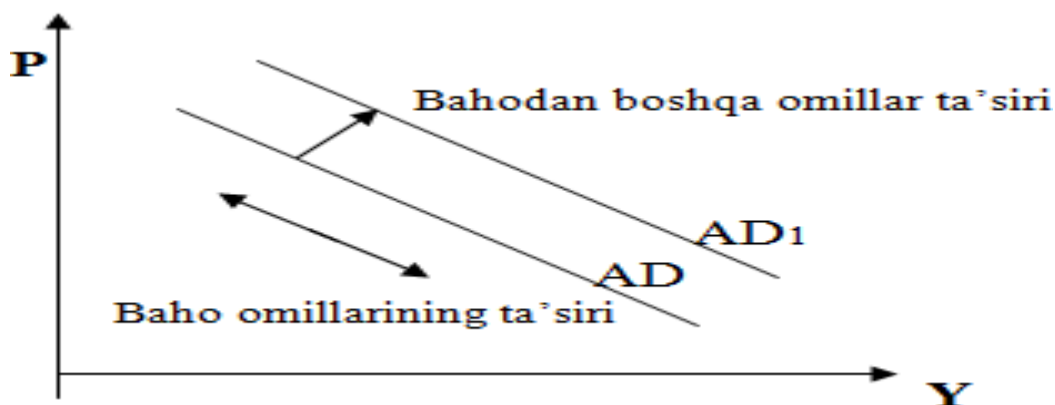 P
Bahodan boshqa omillar ta’siri
AD1
AD
Baho omillarining ta’siri
Y